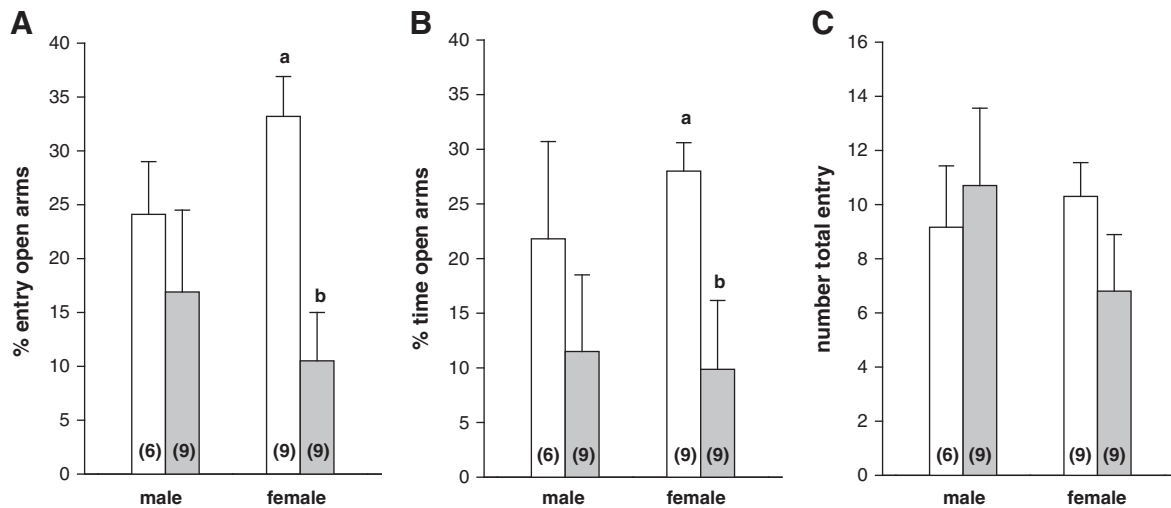 A
% entry open arms
40
35
30
25
20
15
10
5
0
a
b
(6) (9) (9) (9)
male female
B
% time open arms
40
35
30
25
20
15
10
5
0
a
b
(6) (9) (9) (9)
male female
C
number total entry
16
14
12
10
8
6
4
2
0
(6) (9) (9) (9)
male female